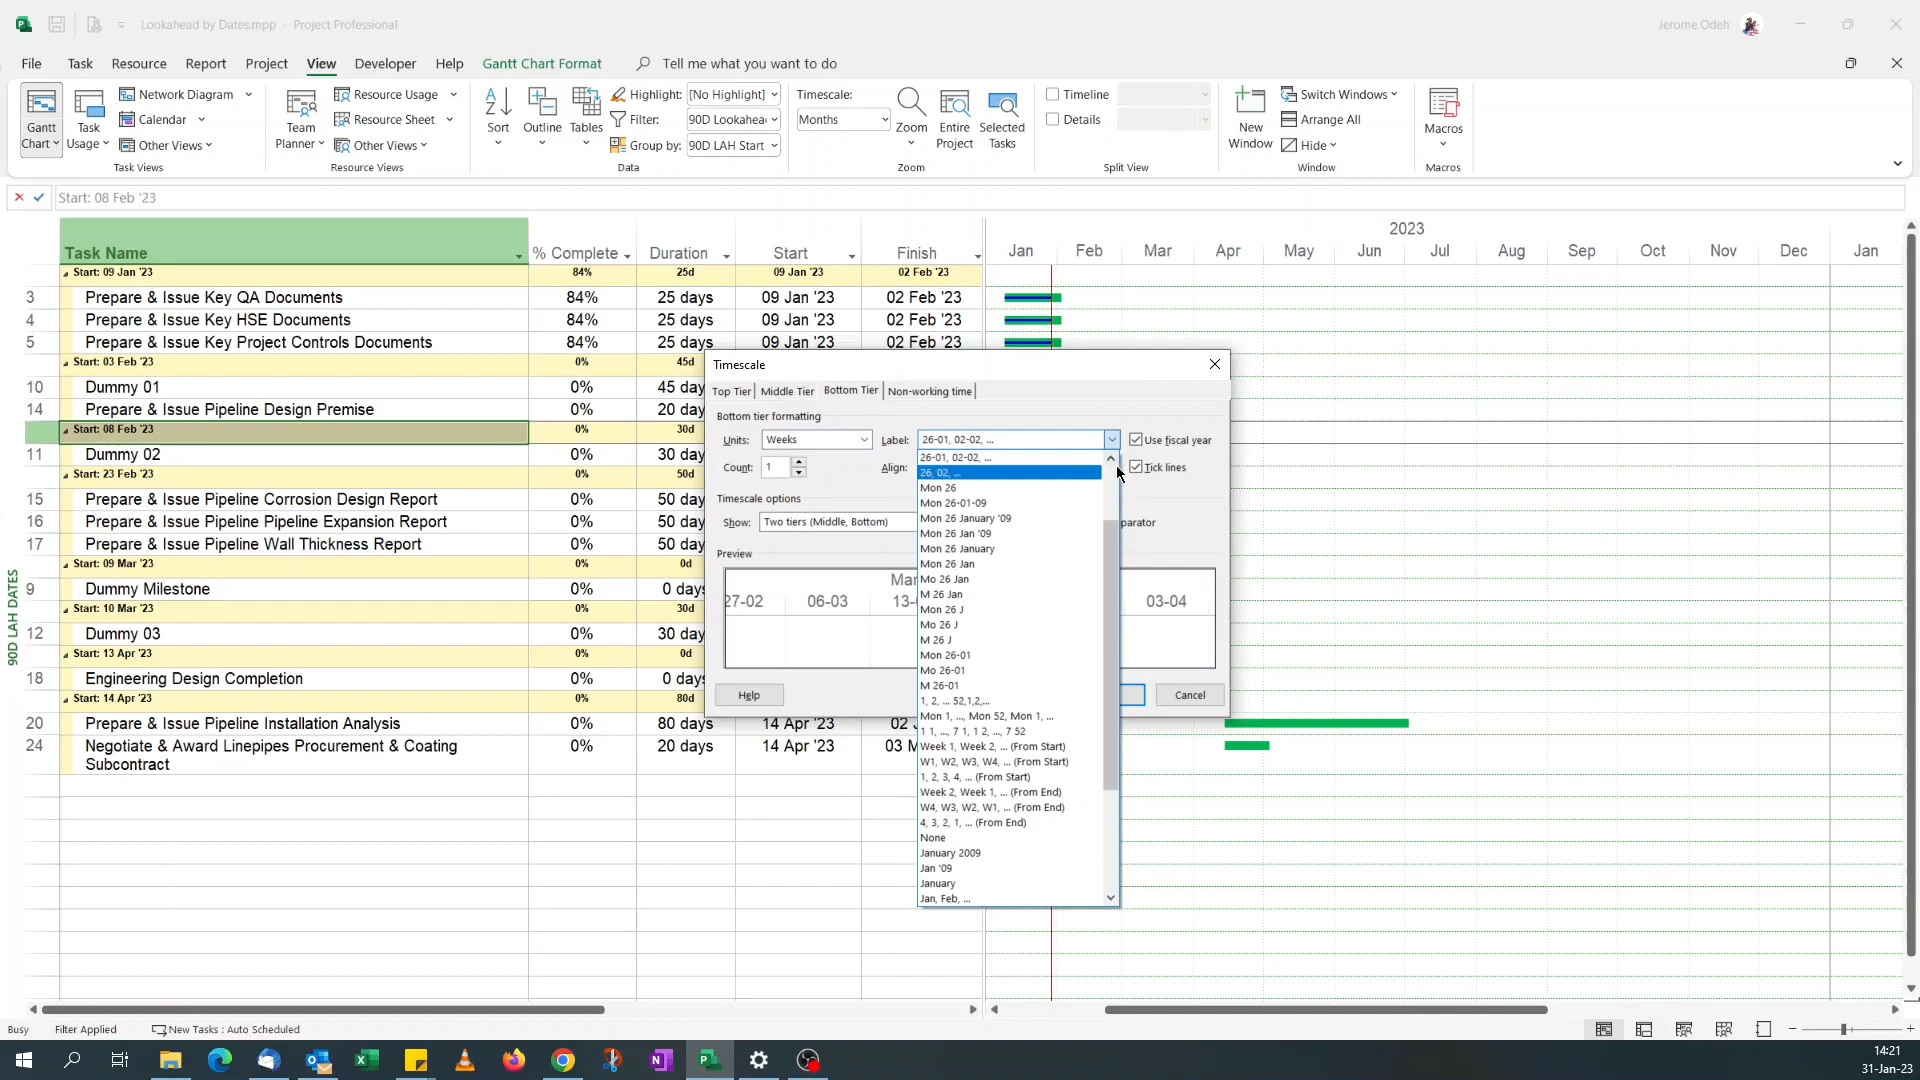 Lookahead by Dates.mpp - Project Professional
Jerome Odeh
File Task Resource Report Project View Developer Help Gantt Chart Format Tell me what you want to do
Gantt Chart
Task Usage
Network Diagram
Calendar
Other Views
Task Views
Team Planner
Resource Usage
Resource Sheet
Other Views
Resource Views
Sort
Outline
Tables
Highlight: [No Highlight]
Filter: 90D Lookahea
Group by: 90D LAH Start
Data
Timescale:
Months
Zoom
Entire Project
Selected Tasks
Zoom
Timeline
Details
Split View
New Window
Switch Windows
Arrange All
Hide
Window
Macros
Macros
Start: 08 Feb '23
Task Name % Complete Duration Start Finish
2023
Jan Feb Mar Apr May Jun Jul Aug Sep Oct Nov Dec Jan
Start: 09 Jan '23 84% 25d 09 Jan '23 02 Feb '23
3 Prepare & Issue Key QA Documents 84% 25 days 09 Jan '23 02 Feb '23
4 Prepare & Issue Key HSE Documents 84% 25 days 09 Jan '23 02 Feb '23
5 Prepare & Issue Key Project Controls Documents 84% 25 days 09 Jan '23 02 Feb '23
Start: 03 Feb '23 0% 45d
10 Dummy 01 0% 45 day
14 Prepare & Issue Pipeline Design Premise 0% 20 day
Start: 08 Feb '23 0% 30d
11 Dummy 02 0% 30 day
Start: 23 Feb '23 0% 50d
15 Prepare & Issue Pipeline Corrosion Design Report 0% 50 day
16 Prepare & Issue Pipeline Pipeline Expansion Report 0% 50 day
17 Prepare & Issue Pipeline Wall Thickness Report 0% 50 day
Start: 09 Mar '23 0% 0d
9 Dummy Milestone 0% 0 days
Start: 10 Mar '23 0% 30d
12 Dummy 03 0% 30 day
Start: 13 Apr '23 0% 0d
18 Engineering Design Completion 0% 0 days
Start: 14 Apr '23 0% 80d
20 Prepare & Issue Pipeline Installation Analysis 0% 80 days 14 Apr '23 02
24 Negotiate & Award Linepipes Procurement & Coating Subcontract 0% 20 days 14 Apr '23 03 M
90D LAH DATES
Timescale
Top Tier Middle Tier Bottom Tier Non-working time
Bottom tier formatting
Units: Weeks Label: 26-01, 02-02, ... Use fiscal year
Count: 1 Align: Tick lines
Timescale options
Show: Two tiers (Middle, Bottom) parator
Preview
Mar
27-02 06-03 13-0 03-04
Help Cancel
26-01, 02-02, ...
26, 02, ...
Mon 26
Mon 26-01-09
Mon 26 January '09
Mon 26 Jan '09
Mon 26 January
Mon 26 Jan
Mo 26 Jan
M 26 Jan
Mon 26 J
Mo 26 J
M 26 J
Mon 26-01
Mo 26-01
M 26-01
1, 2, ... 52,1,2,...
Mon 1, ..., Mon 52, Mon 1, ...
1 1, ..., 7 1, 1 2, ..., 7 52
Week 1, Week 2, ... (From Start)
W1, W2, W3, W4, ... (From Start)
1, 2, 3, 4, ... (From Start)
Week 2, Week 1, ... (From End)
W4, W3, W2, W1, ... (From End)
4, 3, 2, 1, ... (From End)
None
January 2009
Jan '09
January
Jan, Feb, ...
Busy Filter Applied New Tasks : Auto Scheduled
14:21
31-Jan-23